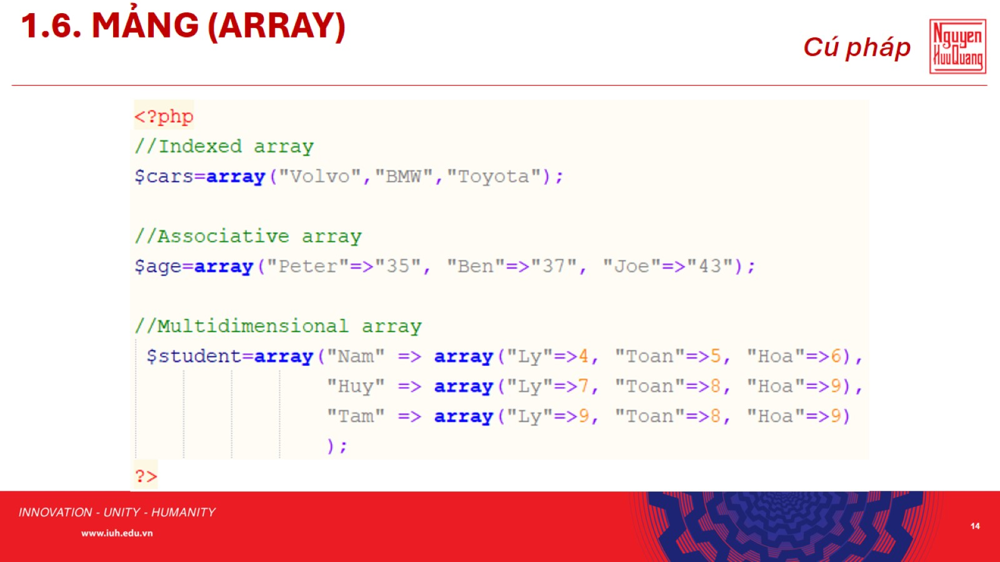 1.6. MẢNG (ARRAY)
Cú pháp
Nguyen
HuuQuang
<?php
//Indexed array
$cars=array("Volvo","BMW","Toyota");
//Associative array
$age=array("Peter"=>"35", "Ben"=>"37", "Joe"=>"43");
//Multidimensional array
$student=array("Nam" => array("Ly"=>4, "Toan"=>5, "Hoa"=>6),
"Huy" => array("Ly"=>7, "Toan"=>8, "Hoa"=>9),
"Tam" => array("Ly"=>9, "Toan"=>8, "Hoa"=>9)
);
?>
INNOVATION - UNITY - HUMANITY
www.iuh.edu.vn
14